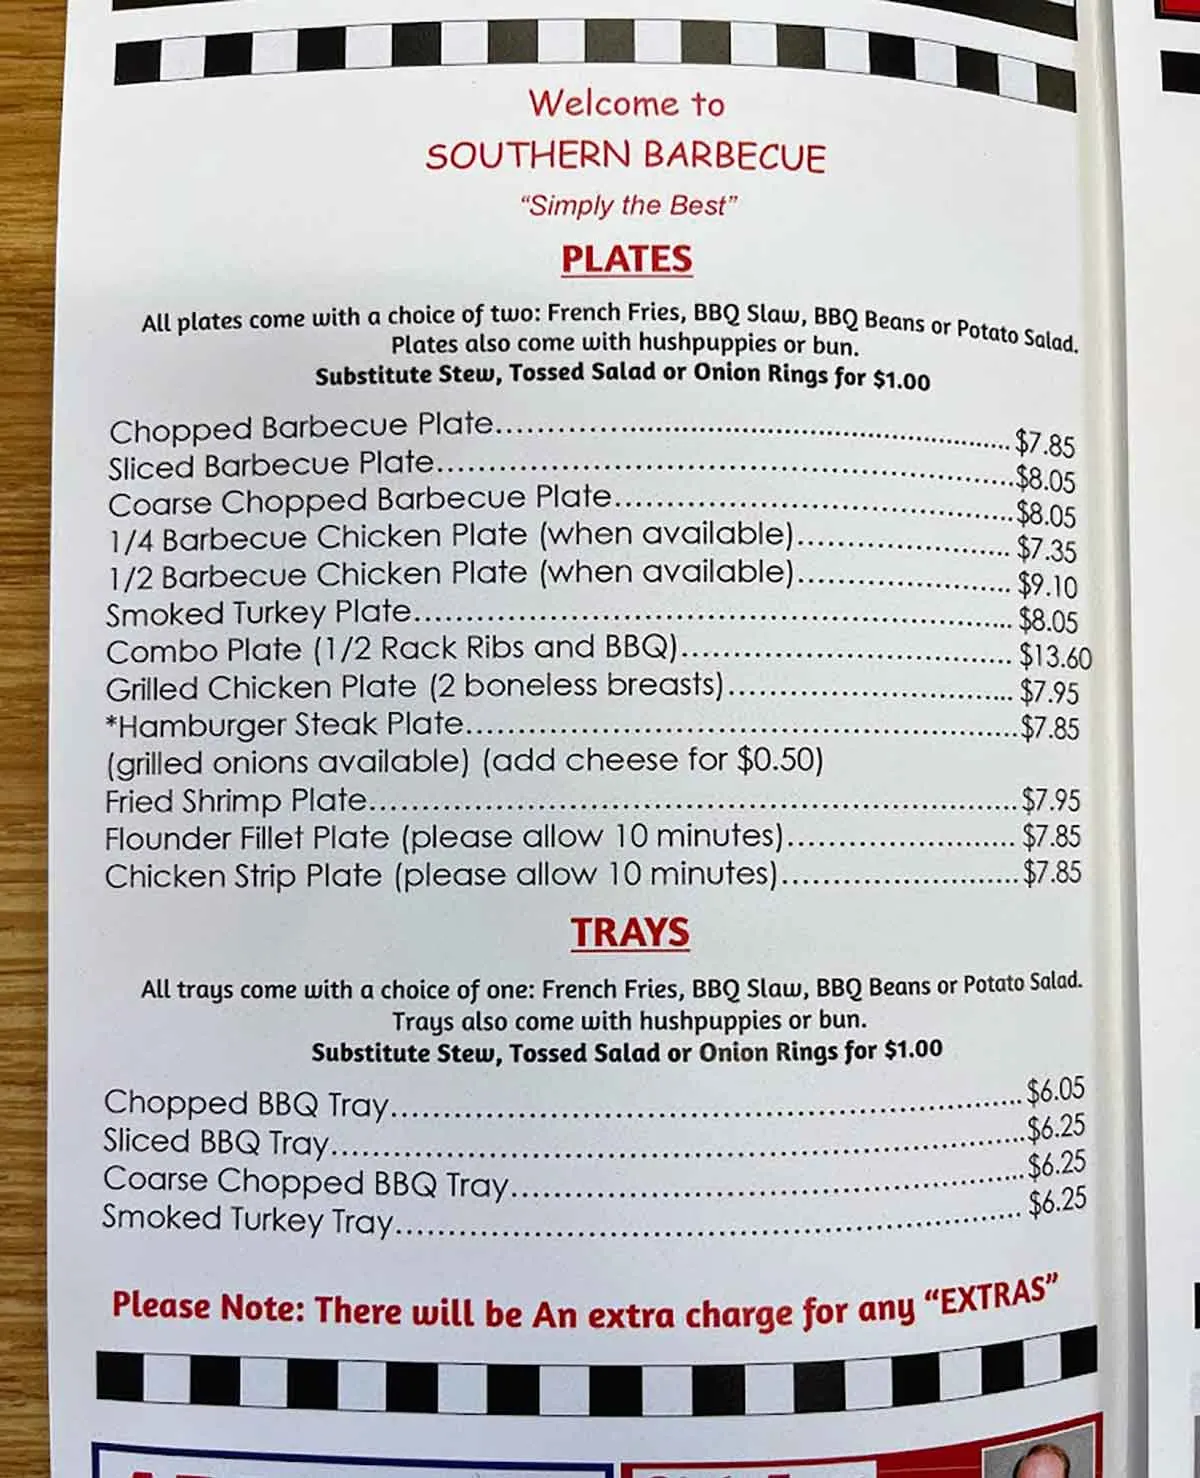 Welcome to
SOUTHERN BARBECUE
“Simply the Best”
PLATES
All plates come with a choice of two: French Fries, BBQ Slaw, BBQ Beans or Potato Salad.
Plates also come with hushpuppies or bun.
Substitute Stew, Tossed Salad or Onion Rings for $1.00
Chopped Barbecue Plate..........$7.85
Sliced Barbecue Plate..........$8.05
Coarse Chopped Barbecue Plate..........$8.05
1/4 Barbecue Chicken Plate (when available)..........$7.35
1/2 Barbecue Chicken Plate (when available)..........$9.10
Smoked Turkey Plate..........$8.05
Combo Plate (1/2 Rack Ribs and BBQ)..........$13.60
Grilled Chicken Plate (2 boneless breasts)..........$7.95
*Hamburger Steak Plate..........$7.85
(grilled onions available) (add cheese for $0.50)
Fried Shrimp Plate..........$7.95
Flounder Fillet Plate (please allow 10 minutes)..........$7.85
Chicken Strip Plate (please allow 10 minutes)..........$7.85
TRAYS
All trays come with a choice of one: French Fries, BBQ Slaw, BBQ Beans or Potato Salad.
Trays also come with hushpuppies or bun.
Substitute Stew, Tossed Salad or Onion Rings for $1.00
Chopped BBQ Tray..........$6.05
Sliced BBQ Tray..........$6.25
Coarse Chopped BBQ Tray..........$6.25
Smoked Turkey Tray..........$6.25
Please Note: There will be An extra charge for any “EXTRAS”